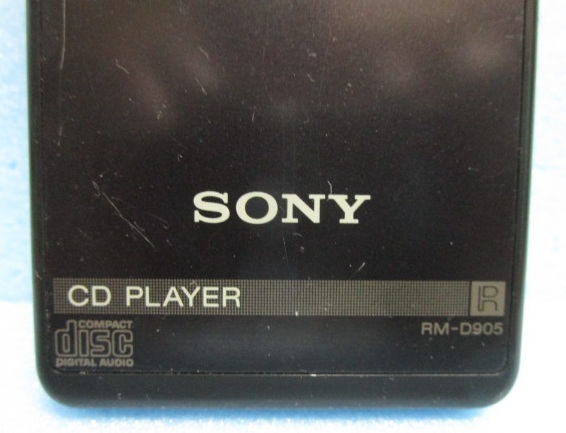 SONY
CD PLAYER
RM-D905
COMPACT
disc
DIGITAL AUDIO